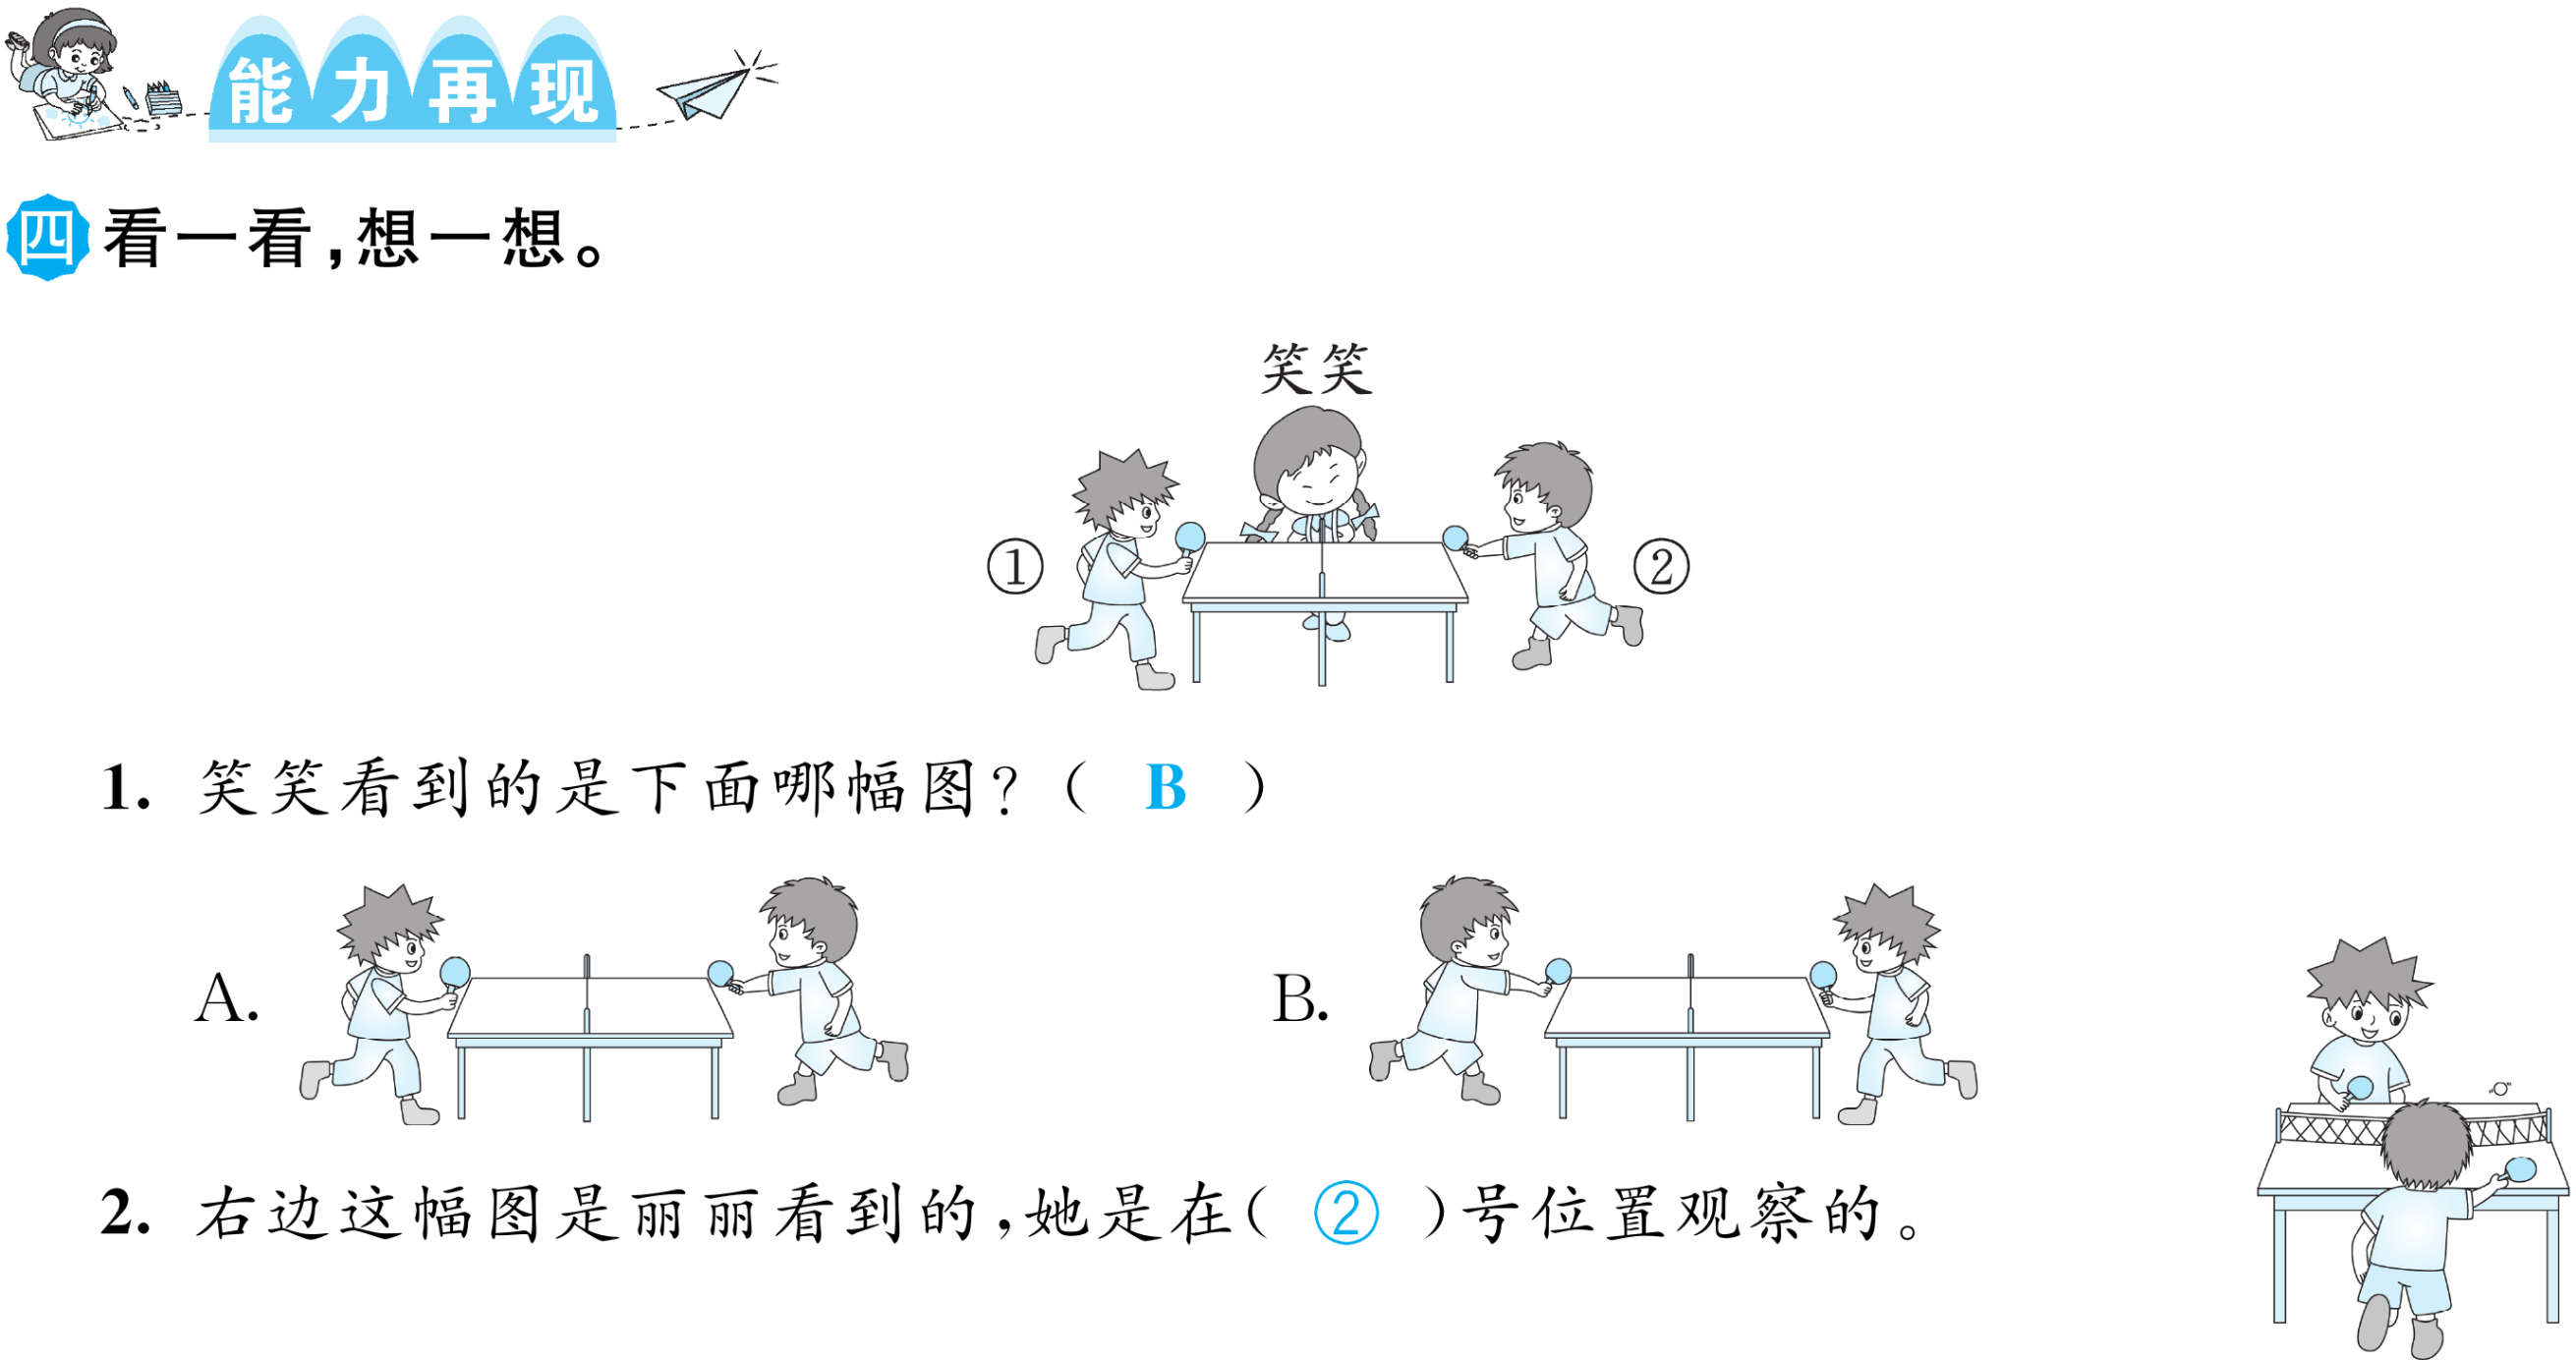 能力再现
四 看一看,想一想。
笑笑
① ②
1. 笑笑看到的是下面哪幅图?( B )
A. B.
2. 右边这幅图是丽丽看到的,她是在( ② )号位置观察的。